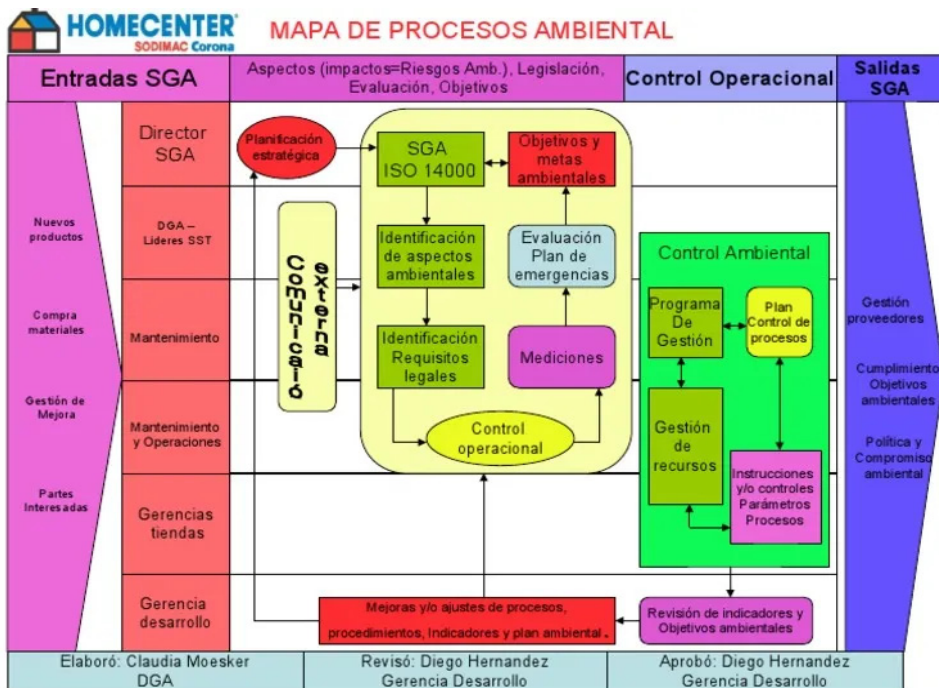 HOMECENTER
SODIMAC Corona
MAPA DE PROCESOS AMBIENTAL
Entradas SGA
Aspectos (impactos=Riesgos Amb.), Legislación,
Evaluación, Objetivos
Control Operacional
Salidas
SGA
Nuevos
productos
Compra
materiales
Gestión de
Mejora
Partes
Interesadas
Director
SGA
DGA –
Lideres SST
Mantenimiento
Mantenimiento
y Operaciones
Gerencias
tiendas
Gerencia
desarrollo
Planificación
estratégica
Comunicació
externa
SGA
ISO 14000
Objetivos y
metas
ambientales
Identificación
de aspectos
ambientales
Evaluación
Plan de
emergencias
Identificación
Requisitos
legales
Mediciones
Control
operacional
Control Ambiental
Programa
De
Gestión
Plan
Control de
procesos
Gestión
de
recursos
Instrucciones
y/o controles
Parámetros
Procesos
Mejoras y/o ajustes de procesos,
procedimientos, Indicadores y plan ambiental.
Revisión de indicadores y
Objetivos ambientales
Gestión
proveedores
Cumplimiento
Objetivos
ambientales
Política y
Compromiso
ambiental
Elaboró: Claudia Moesker
DGA
Revisó: Diego Hernandez
Gerencia Desarrollo
Aprobó: Diego Hernandez
Gerencia Desarrollo